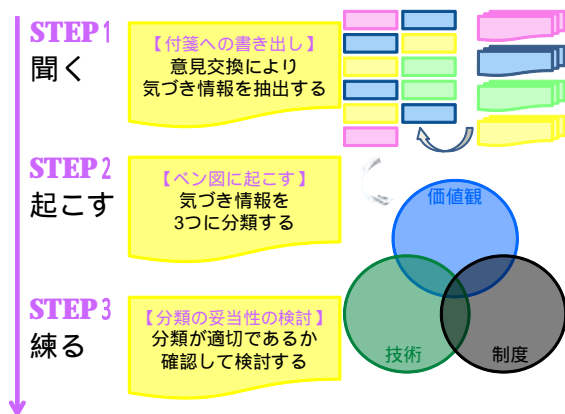 STEP 1
聞く
【付箋への書き出し】
意見交換により
気づき情報を抽出する
STEP 2
起こす
【ベン図に起こす】
気づき情報を
3つに分類する
価値観
技術
制度
STEP 3
練る
【分類の妥当性の検討】
分類が適切であるか
確認して検討する